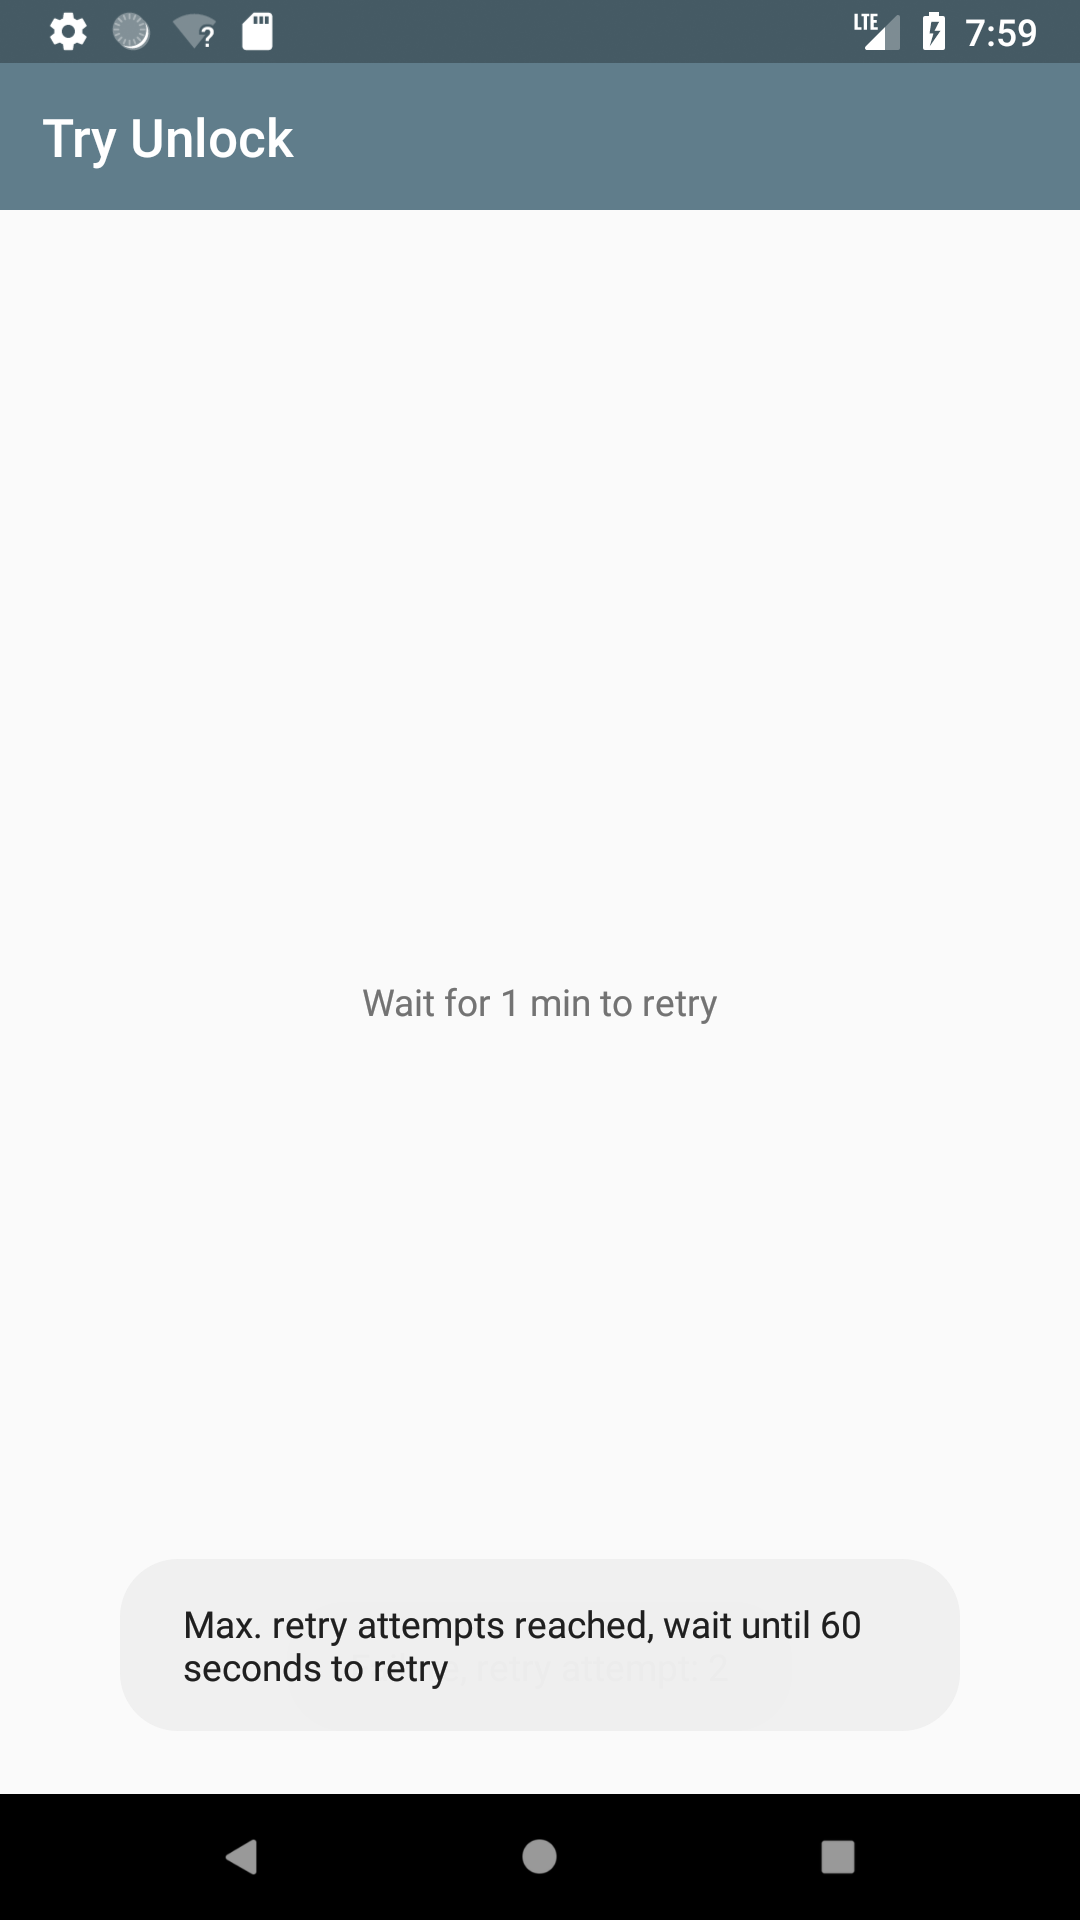 LTE 7:59
Try Unlock
Wait for 1 min to retry
Max. retry attempts reached, wait until 60
seconds to retry
retry attempt: 2